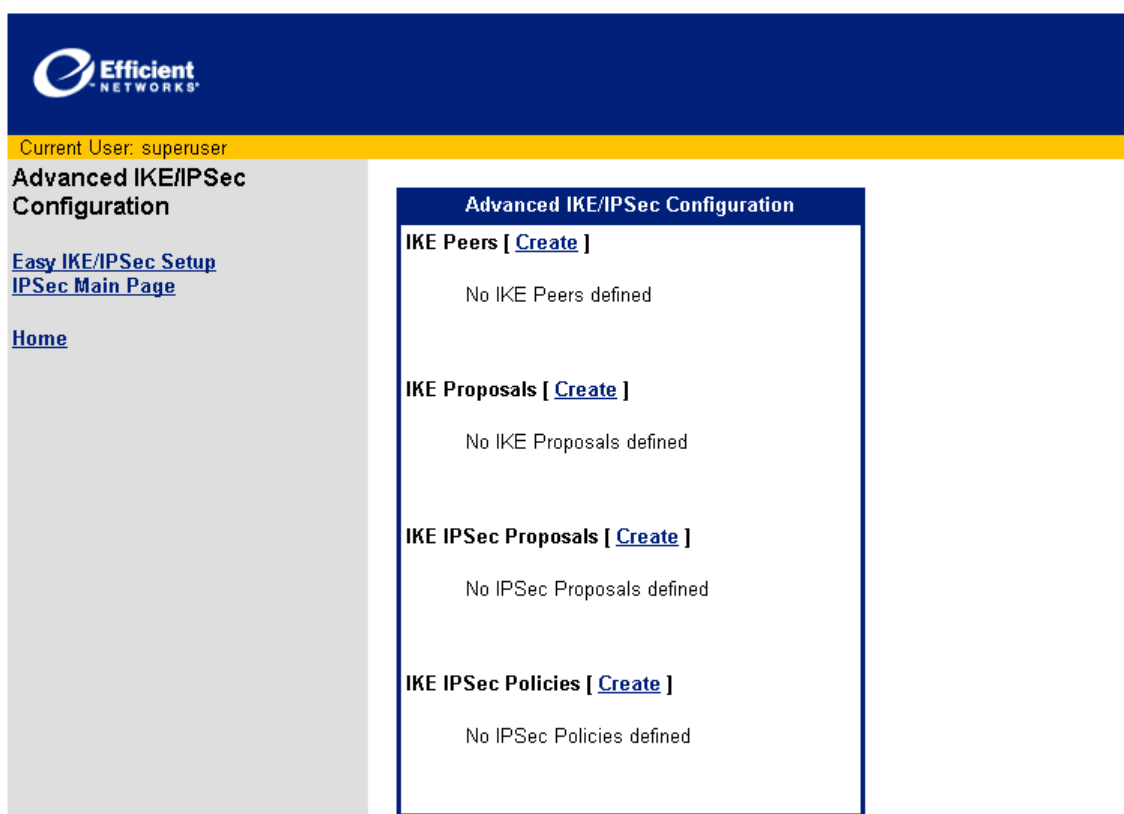 Efficient
NETWORKS®
Current User: superuser
Advanced IKE/IPSec
Configuration
Easy IKE/IPSec Setup
IPSec Main Page
Home
Advanced IKE/IPSec Configuration
IKE Peers [ Create ]
No IKE Peers defined
IKE Proposals [ Create ]
No IKE Proposals defined
IKE IPSec Proposals [ Create ]
No IPSec Proposals defined
IKE IPSec Policies [ Create ]
No IPSec Policies defined